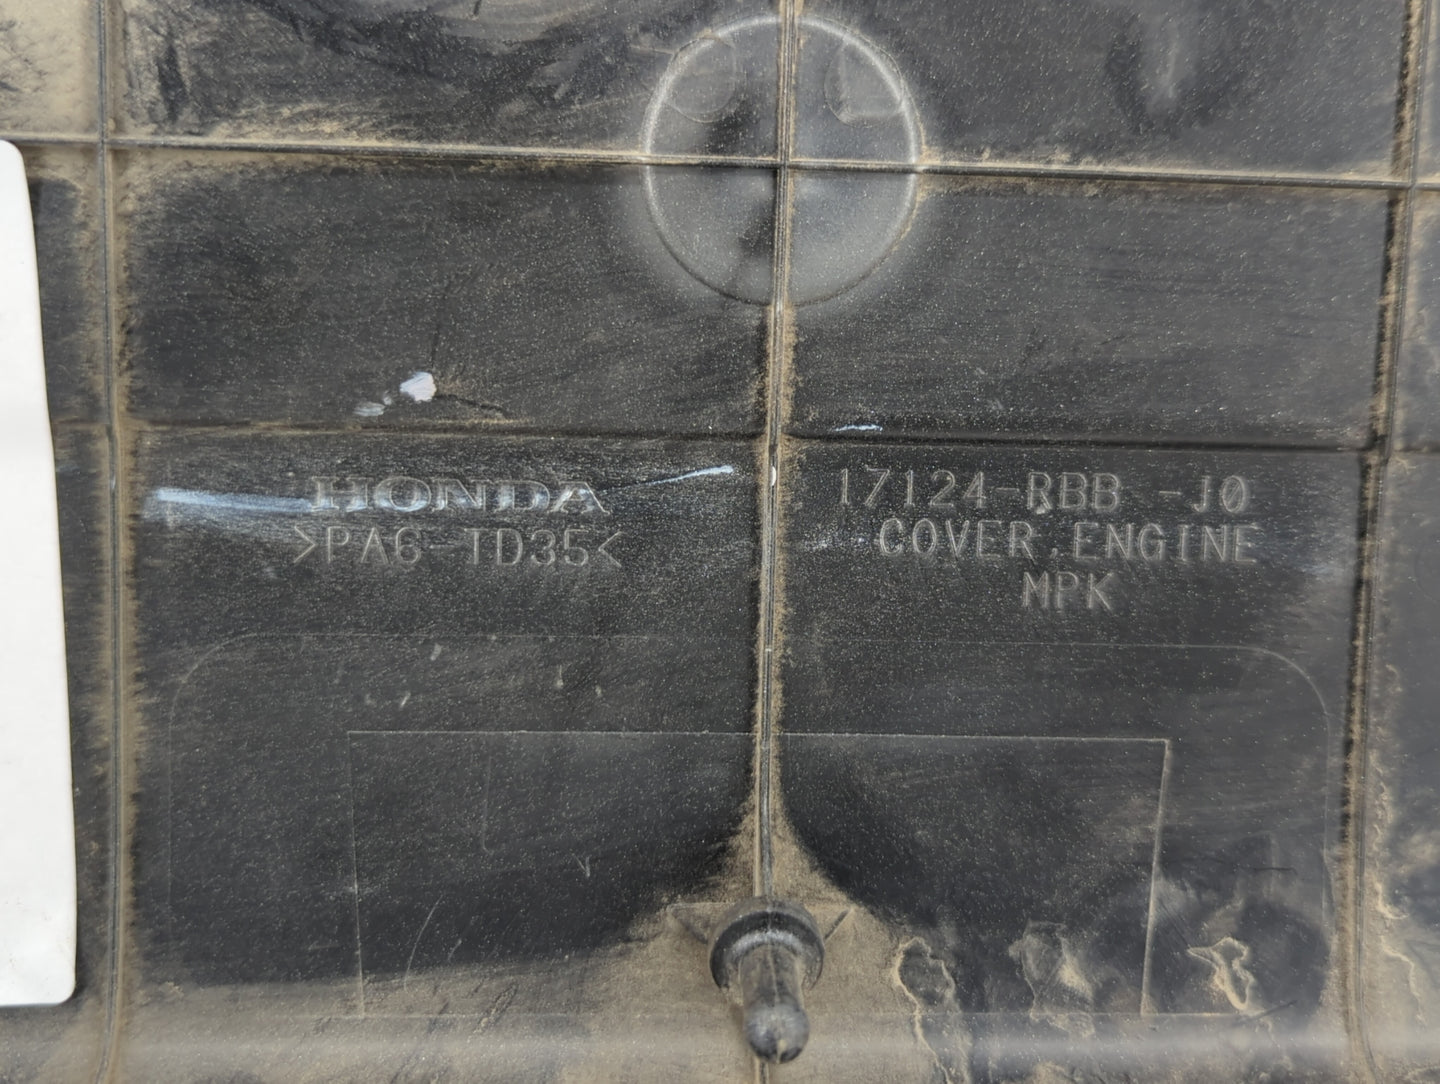 HONDA
>PA6-TD35<
17124-RBB -J0
COVER,ENGINE
MPK